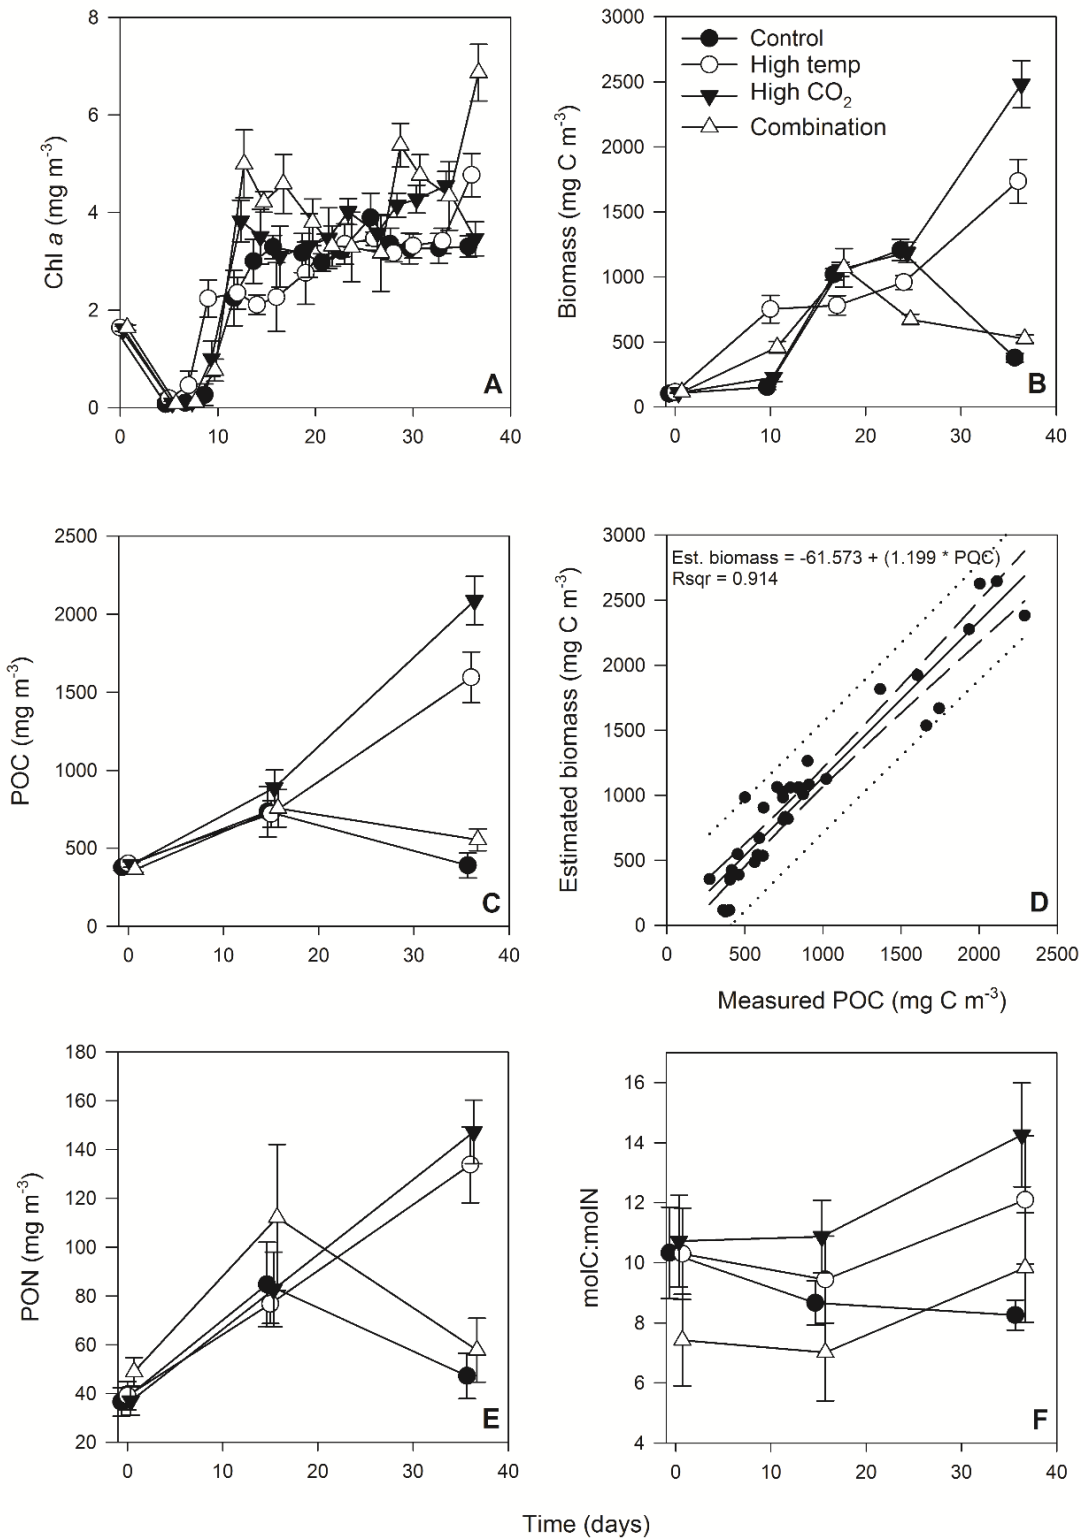 8
6
4
2
0
Chl a (mg m-3)
0 10 20 30 40
A
3000
2500
2000
1500
1000
500
0
Biomass (mg C m-3)
Control
High temp
High CO2
Combination
0 10 20 30 40
B
2500
2000
1500
1000
500
0
POC (mg m-3)
0 10 20 30 40
C
3000
2500
2000
1500
1000
500
0
Estimated biomass (mg C m-3)
Est. biomass = -61.573 + (1.199 * POC)
Rsqr = 0.914
0 500 1000 1500 2000 2500
D
Measured POC (mg C m-3)
180
160
140
120
100
80
60
40
20
PON (mg m-3)
0 10 20 30 40
E
16
14
12
10
8
6
4
molC:molN
0 10 20 30 40
F
Time (days)